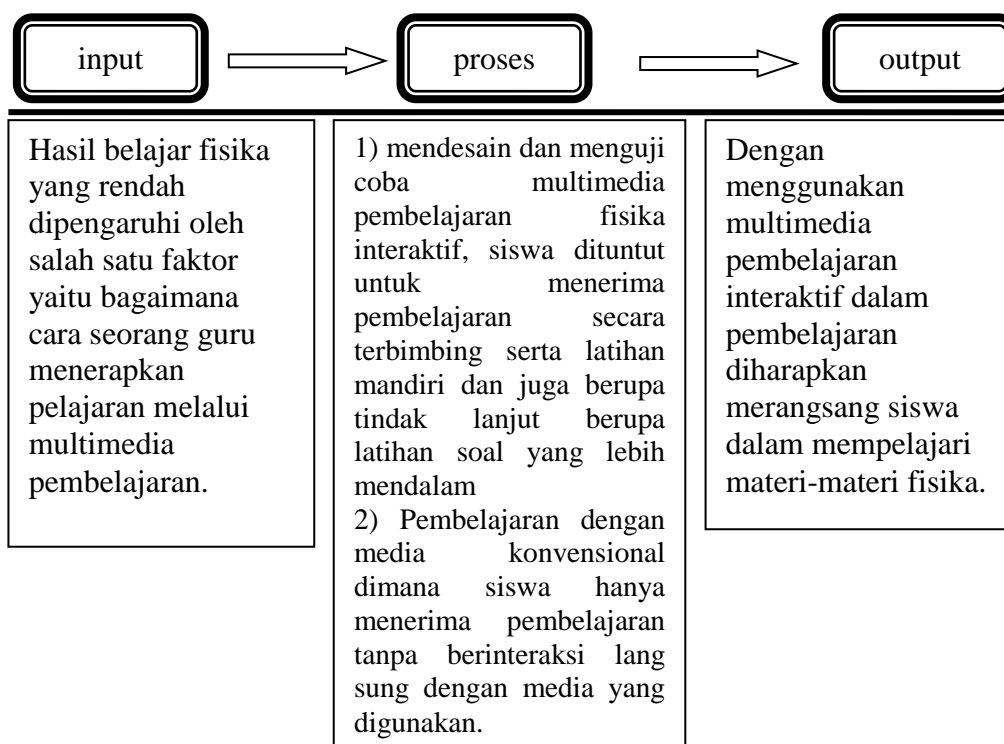 input
proses
output
Hasil belajar fisika
yang rendah
dipengaruhi oleh
salah satu faktor
yaitu bagaimana
cara seorang guru
menerapkan
pelajaran melalui
multimedia
pembelajaran.
1) mendesain dan menguji
coba multimedia
pembelajaran fisika
interaktif, siswa dituntut
untuk menerima
pembelajaran secara
terbimbing serta latihan
mandiri dan juga berupa
tindak lanjut berupa
latihan soal yang lebih
mendalam
2) Pembelajaran dengan
media konvensional
dimana siswa hanya
menerima pembelajaran
tanpa berinteraksi lang
sung dengan media yang
digunakan.
Dengan
menggunakan
multimedia
pembelajaran
interaktif dalam
pembelajaran
diharapkan
merangsang siswa
dalam mempelajari
materi-materi fisika.